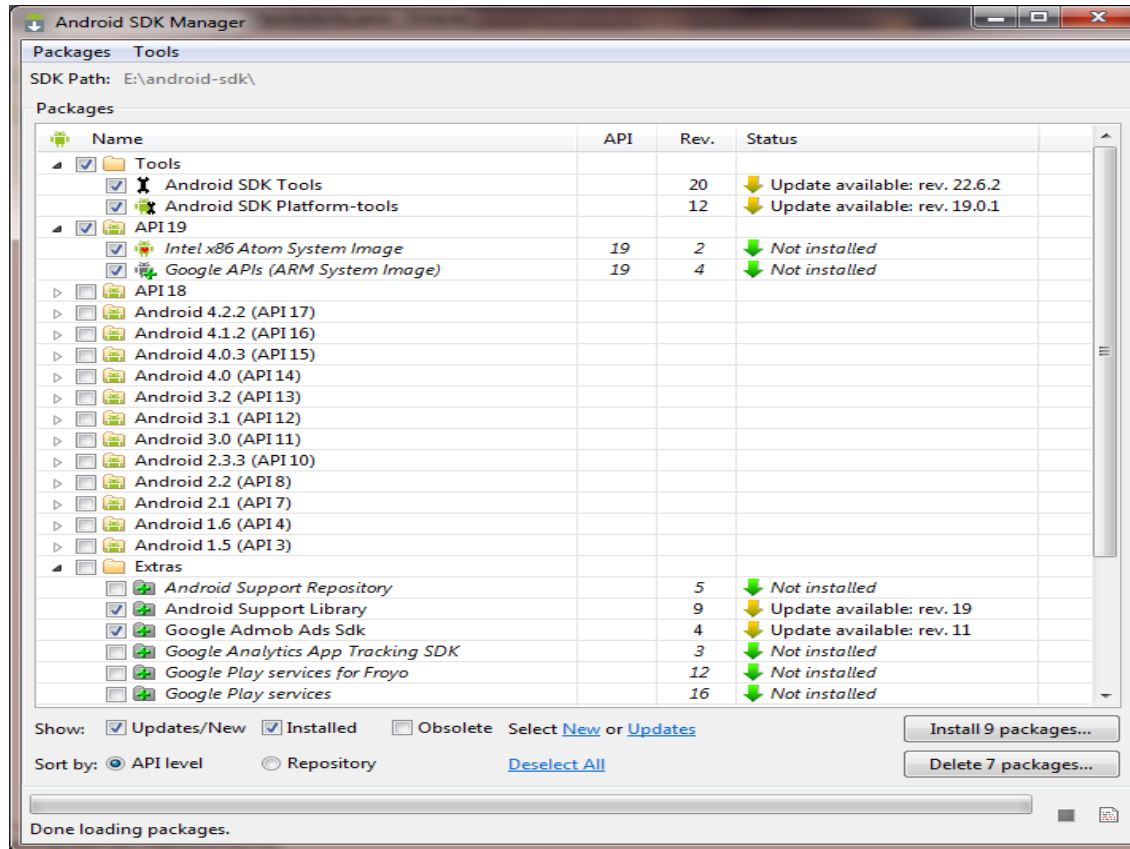 Android SDK Manager
Packages Tools
SDK Path: E:\android-sdk\
Packages
Name API Rev. Status
Tools
Android SDK Tools 20 Update available: rev. 22.6.2
Android SDK Platform-tools 12 Update available: rev. 19.0.1
API 19
Intel x86 Atom System Image 19 2 Not installed
Google APIs (ARM System Image) 19 4 Not installed
API 18
Android 4.2.2 (API 17)
Android 4.1.2 (API 16)
Android 4.0.3 (API 15)
Android 4.0 (API 14)
Android 3.2 (API 13)
Android 3.1 (API 12)
Android 3.0 (API 11)
Android 2.3.3 (API 10)
Android 2.2 (API 8)
Android 2.1 (API 7)
Android 1.6 (API 4)
Android 1.5 (API 3)
Extras
Android Support Repository 5 Not installed
Android Support Library 9 Update available: rev. 19
Google Admob Ads Sdk 4 Update available: rev. 11
Google Analytics App Tracking SDK 3 Not installed
Google Play services for Froyo 12 Not installed
Google Play services 16 Not installed
Show: Updates/New Installed Obsolete Select New or Updates Install 9 packages...
Sort by: API level Repository Deselect All Delete 7 packages...
Done loading packages.